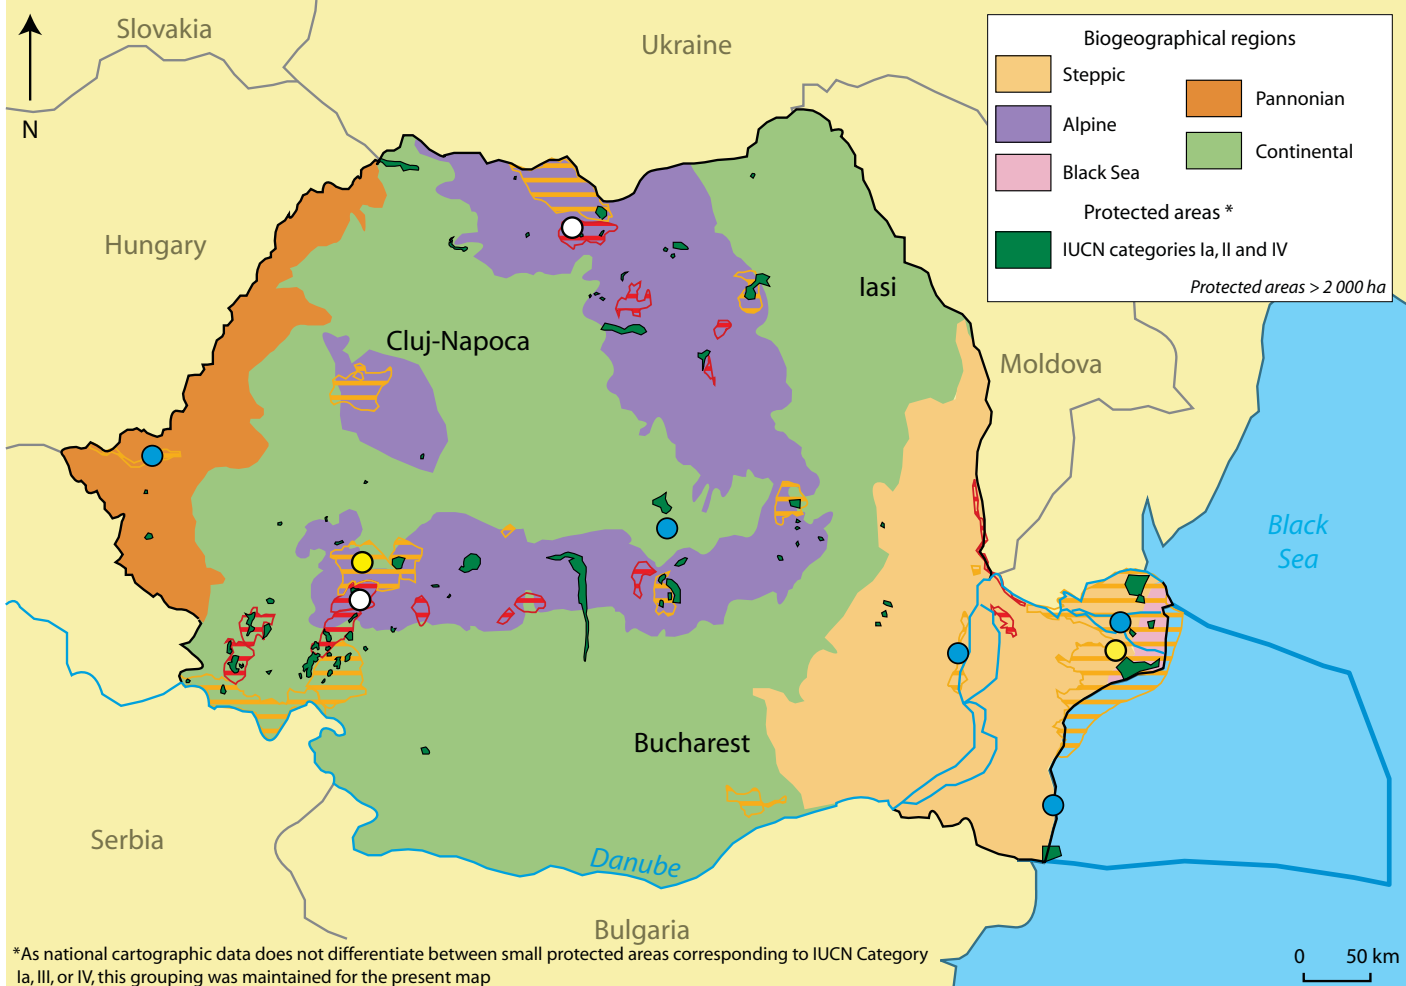 Slovakia
Ukraine
N
Hungary
Biogeographical regions
Steppic
Pannonian
Alpine
Continental
Black Sea
Protected areas *
IUCN categories Ia, II and IV
Protected areas > 2 000 ha
Iasi
Cluj-Napoca
Moldova
Black
Sea
Bucharest
Serbia
Danube
Bulgaria
*As national cartographic data does not differentiate between small protected areas corresponding to IUCN Category
Ia, III, or IV, this grouping was maintained for the present map
0 50 km